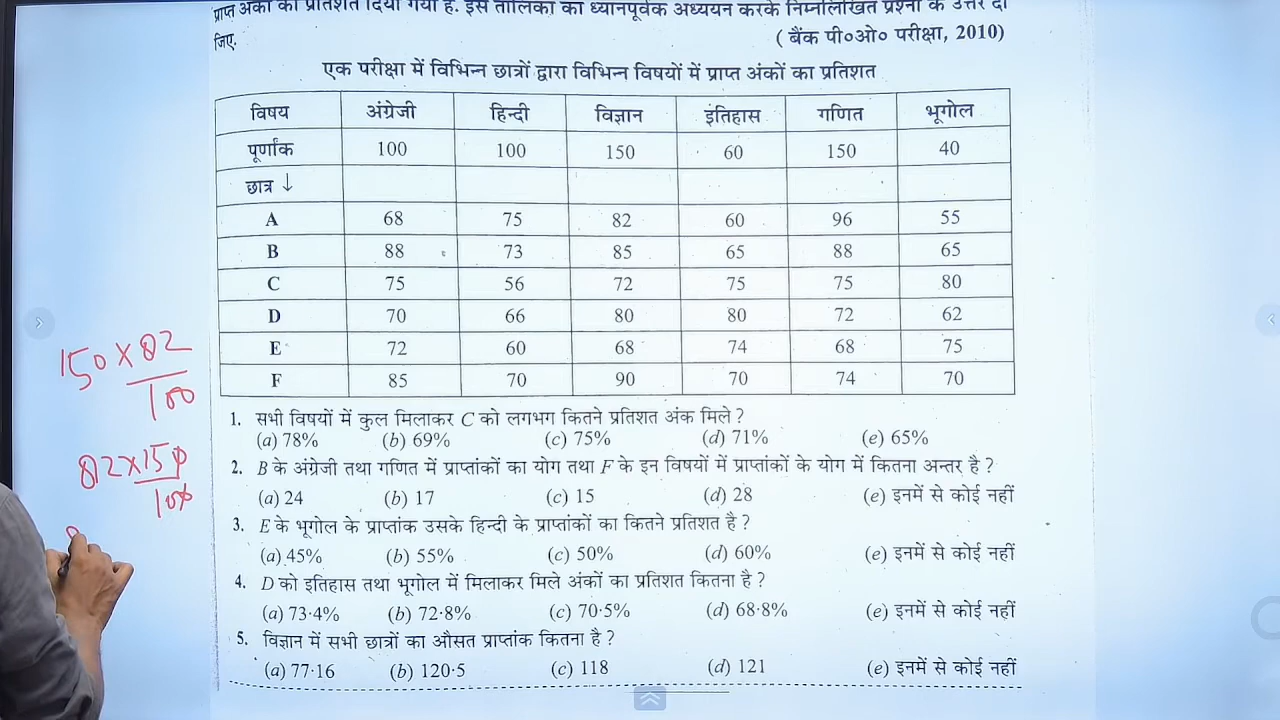 प्राप्त अंकों का प्रतिशत दिया गया है. इस तालिका का ध्यानपूर्वक अध्ययन करके निम्नलिखित प्रश्नों के उत्तर दी
जिए.
( बैंक पी०ओ० परीक्षा, 2010)
एक परीक्षा में विभिन्न छात्रों द्वारा विभिन्न विषयों में प्राप्त अंकों का प्रतिशत
विषय अंग्रेजी हिन्दी विज्ञान इतिहास गणित भूगोल
पूर्णांक 100 100 150 60 150 40
छात्र ↓
A 68 75 82 60 96 55
B 88 73 85 65 88 65
C 75 56 72 75 75 80
D 70 66 80 80 72 62
E 72 60 68 74 68 75
F 85 70 90 70 74 70
150 × 82
100
82 × 150
100
1. सभी विषयों में कुल मिलाकर C को लगभग कितने प्रतिशत अंक मिले ?
(a) 78% (b) 69% (c) 75% (d) 71% (e) 65%
2. B के अंग्रेजी तथा गणित में प्राप्तांकों का योग तथा F के इन विषयों में प्राप्तांकों के योग में कितना अन्तर है ?
(a) 24 (b) 17 (c) 15 (d) 28 (e) इनमें से कोई नहीं
3. E के भूगोल के प्राप्तांक उसके हिन्दी के प्राप्तांकों का कितने प्रतिशत है ?
(a) 45% (b) 55% (c) 50% (d) 60% (e) इनमें से कोई नहीं
4. D को इतिहास तथा भूगोल में मिलाकर मिले अंकों का प्रतिशत कितना है ?
(a) 73·4% (b) 72·8% (c) 70·5% (d) 68·8% (e) इनमें से कोई नहीं
5. विज्ञान में सभी छात्रों का औसत प्राप्तांक कितना है ?
(a) 77·16 (b) 120·5 (c) 118 (d) 121 (e) इनमें से कोई नहीं